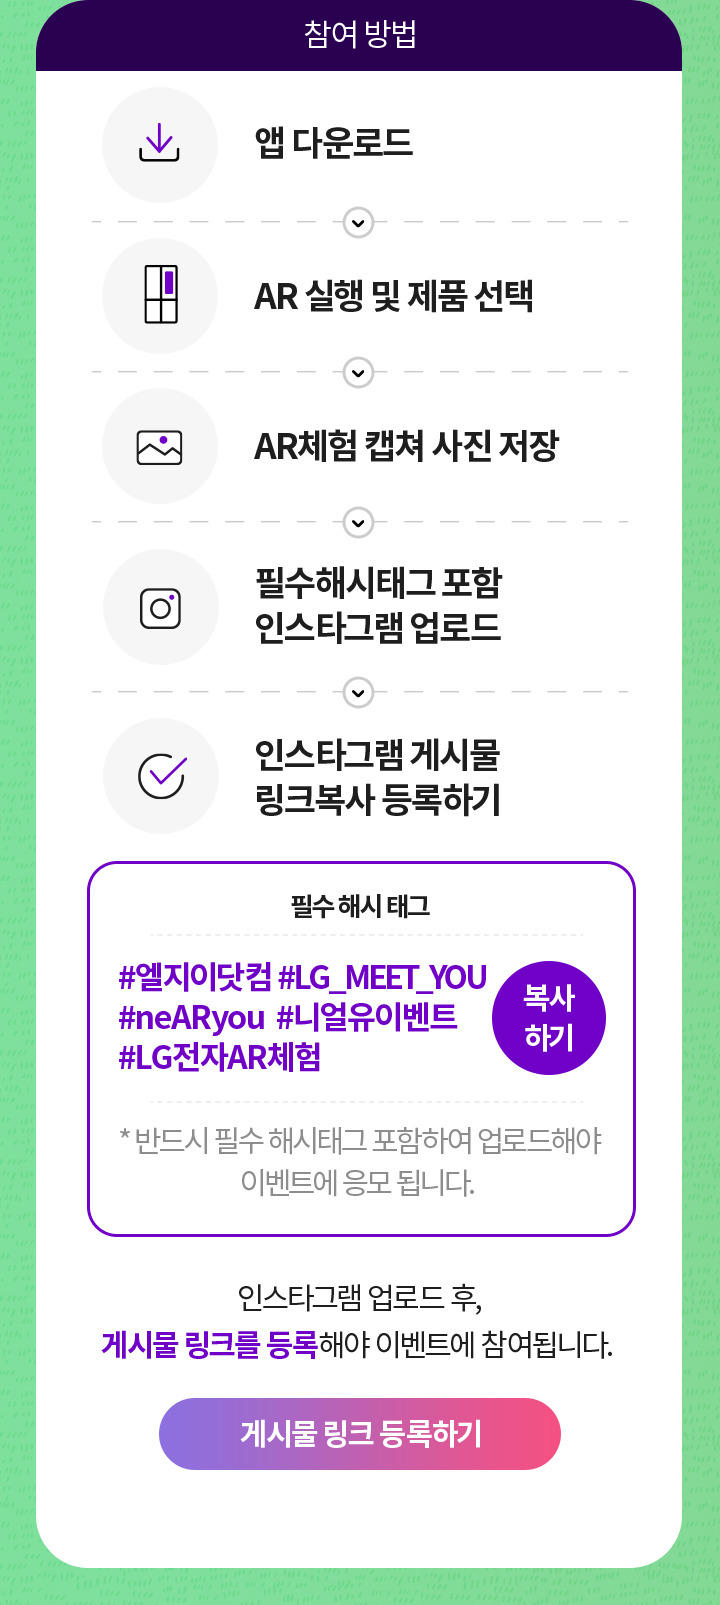 참여 방법
앱 다운로드
AR 실행 및 제품 선택
AR체험 캡쳐 사진 저장
필수해시태그 포함
인스타그램 업로드
인스타그램 게시물
링크복사 등록하기
필수 해시 태그
#엘지이닷컴 #LG_MEET_YOU
#neARyou #니얼유이벤트
#LG전자AR체험
복사
하기
* 반드시 필수 해시태그 포함하여 업로드해야
이벤트에 응모 됩니다.
인스타그램 업로드 후,
게시물 링크를 등록해야 이벤트에 참여됩니다.
게시물 링크 등록하기